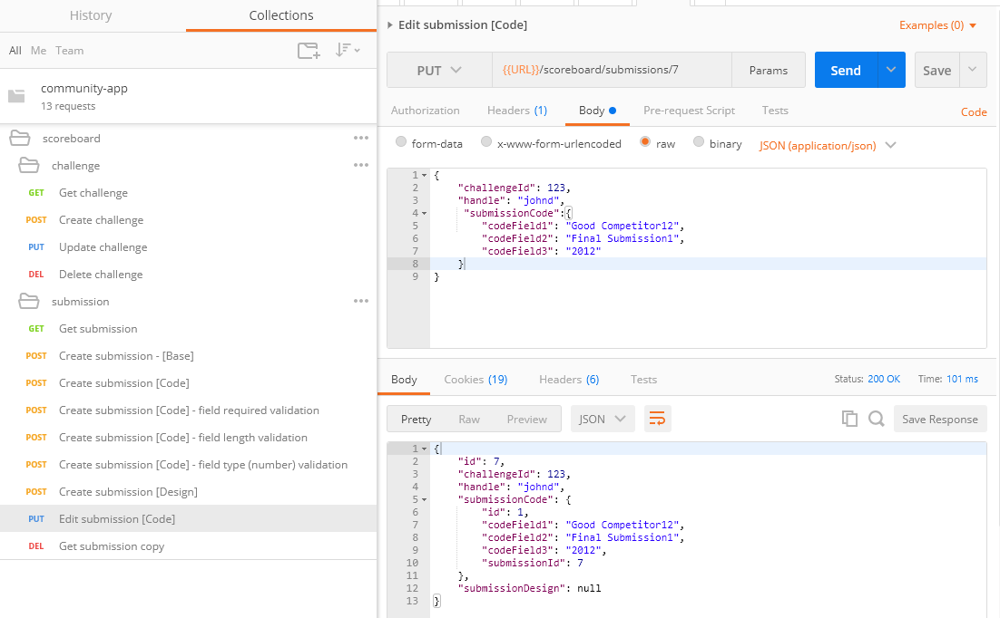 History Collections
All Me Team
community-app
13 requests
scoreboard
challenge
GET Get challenge
POST Create challenge
PUT Update challenge
DEL Delete challenge
submission
GET Get submission
POST Create submission - [Base]
POST Create submission [Code]
POST Create submission [Code] - field required validation
POST Create submission [Code] - field length validation
POST Create submission [Code] - field type (number) validation
POST Create submission [Design]
PUT Edit submission [Code]
DEL Get submission copy
Edit submission [Code] Examples (0)
PUT {{URL}}/scoreboard/submissions/7 Params Send Save
Authorization Headers (1) Body Pre-request Script Tests Code
form-data x-www-form-urlencoded raw binary JSON (application/json)
1 {
2 "challengeId": 123,
3 "handle": "johnd",
4 "submissionCode":{
5 "codeField1": "Good Competitor12",
6 "codeField2": "Final Submission1",
7 "codeField3": "2012"
8 }
9 }
Body Cookies (19) Headers (6) Tests Status: 200 OK Time: 101 ms
Pretty Raw Preview JSON Save Response
1 {
2 "id": 7,
3 "challengeId": 123,
4 "handle": "johnd",
5 "submissionCode": {
6 "id": 1,
7 "codeField1": "Good Competitor12",
8 "codeField2": "Final Submission1",
9 "codeField3": "2012",
10 "submissionId": 7
11 },
12 "submissionDesign": null
13 }